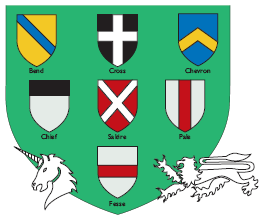 Bend Cross Chevron
Chief Saltire Pale
Fesse